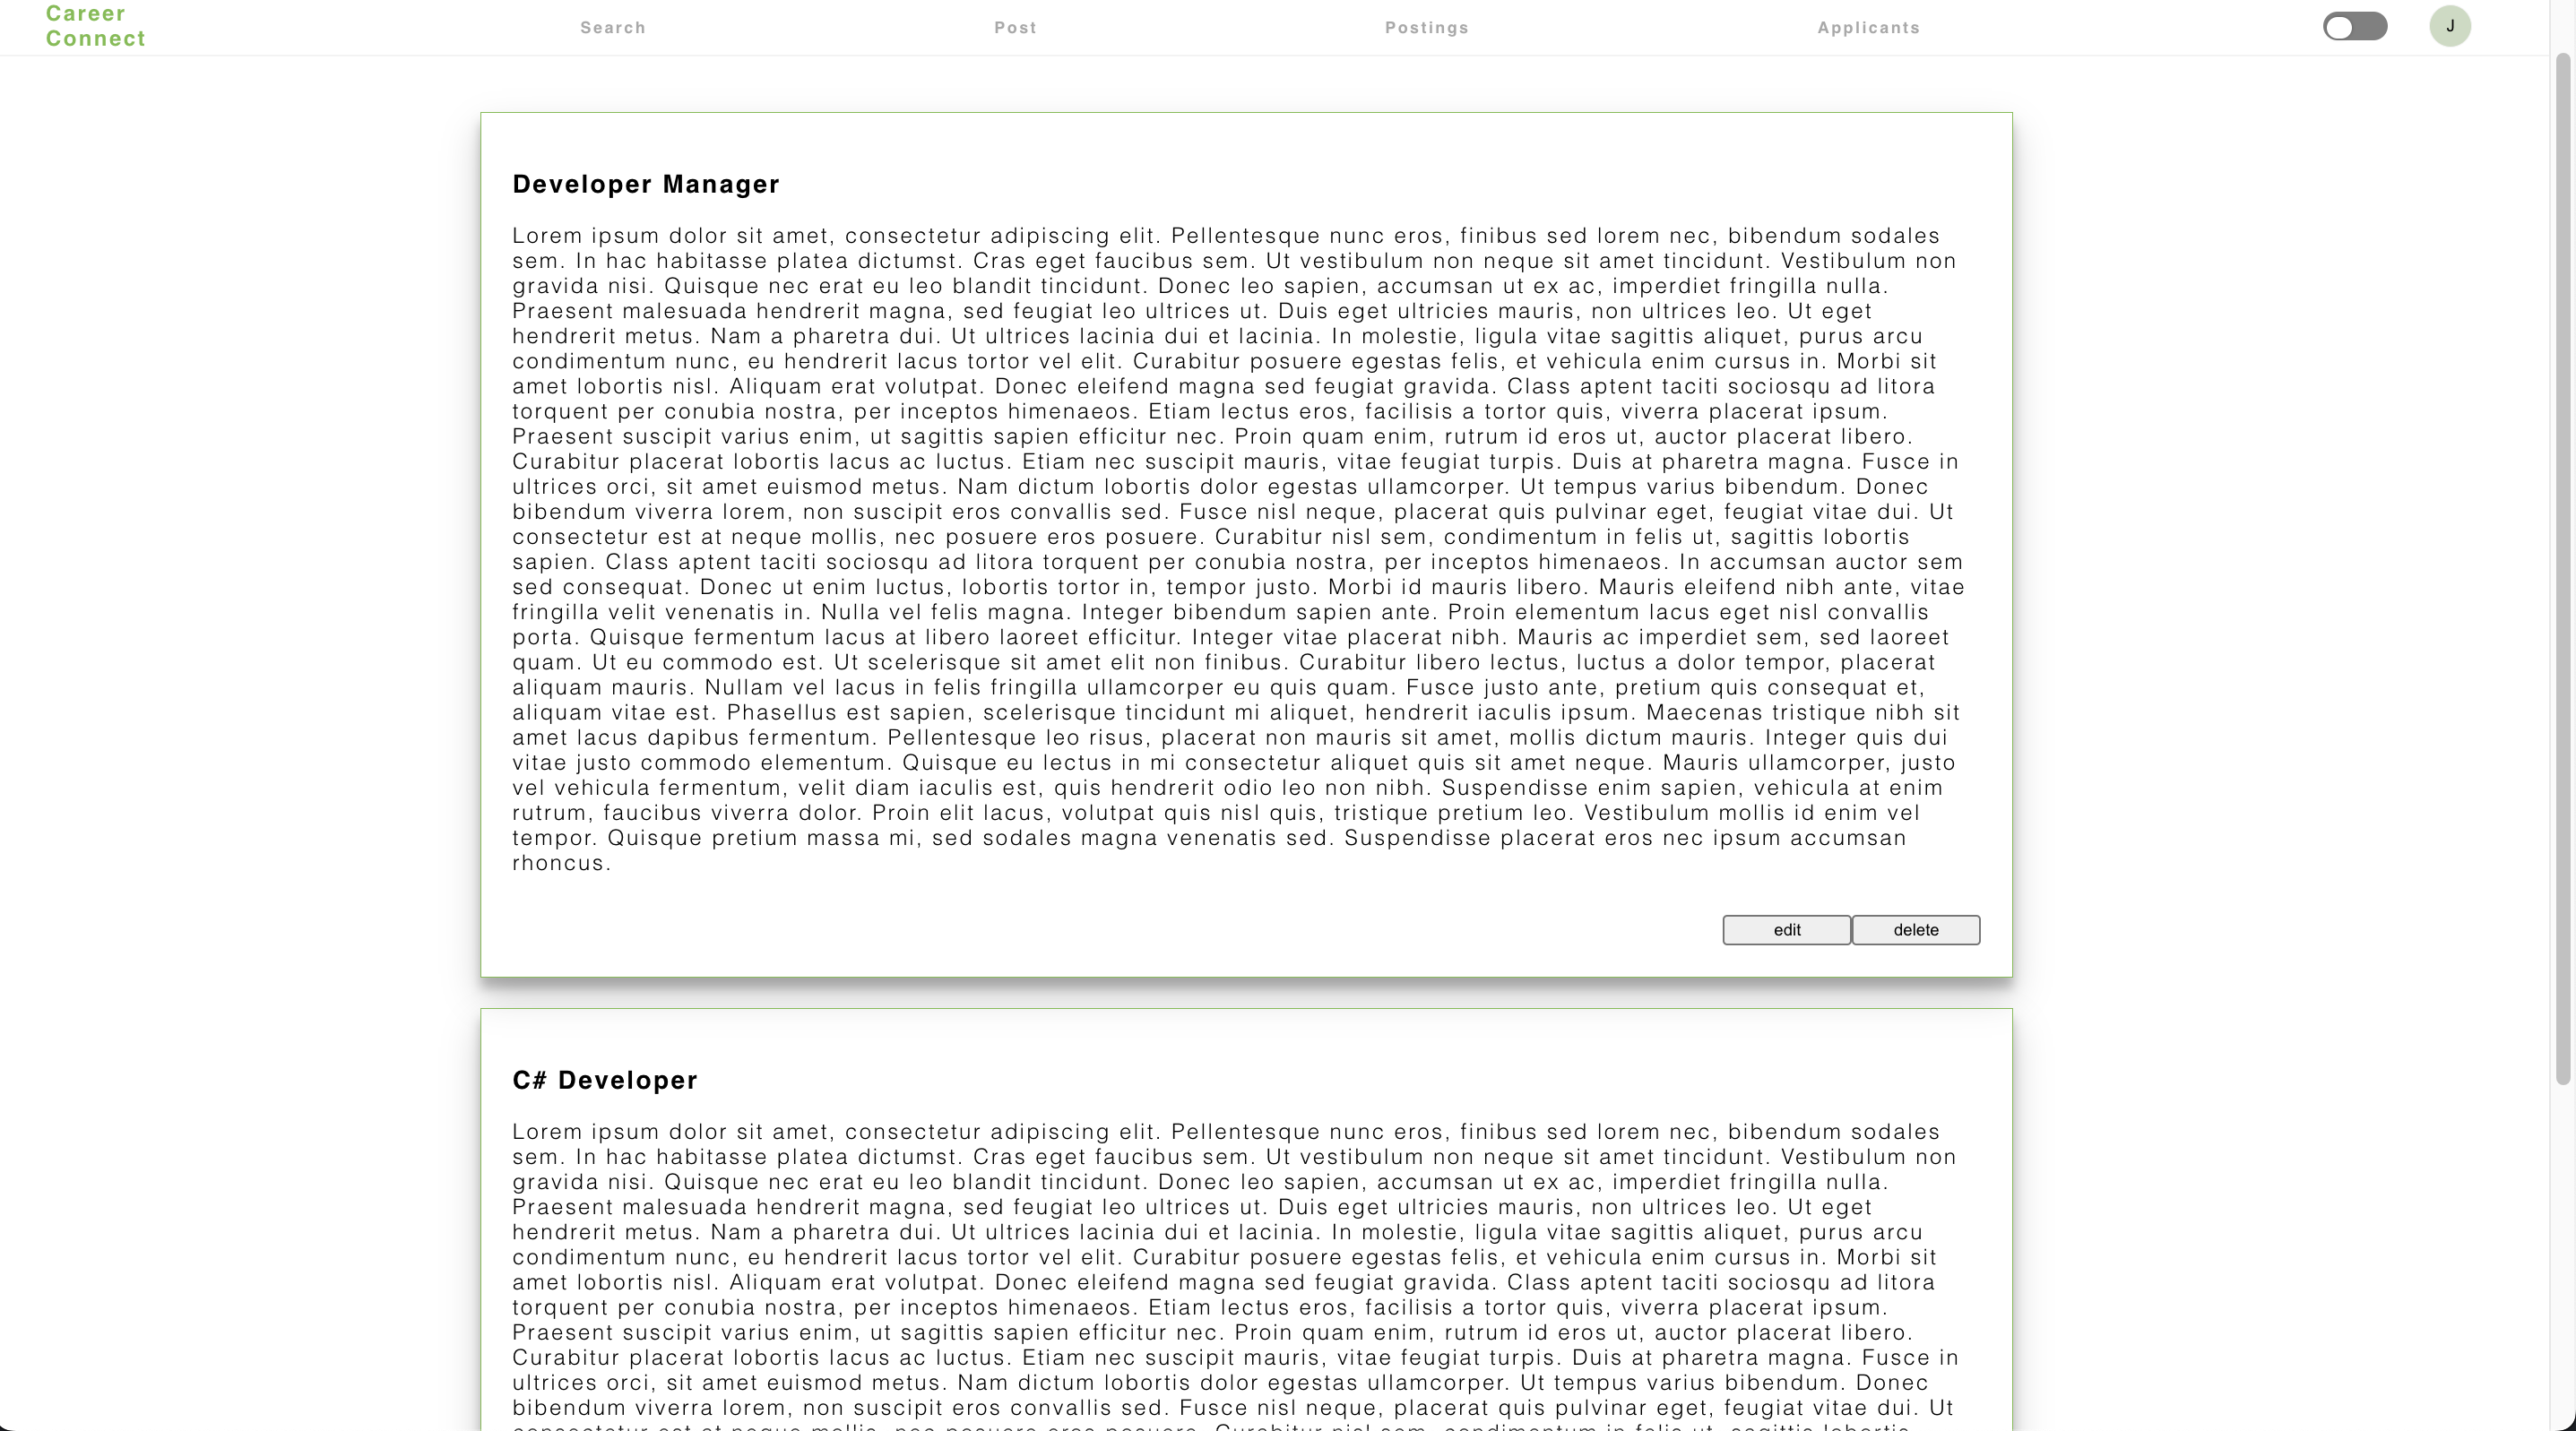 Career
Connect
Search
Post
Postings
Applicants
J
Developer Manager
Lorem ipsum dolor sit amet, consectetur adipiscing elit. Pellentesque nunc eros, finibus sed lorem nec, bibendum sodales
sem. In hac habitasse platea dictumst. Cras eget faucibus sem. Ut vestibulum non neque sit amet tincidunt. Vestibulum non
gravida nisi. Quisque nec erat eu leo blandit tincidunt. Donec leo sapien, accumsan ut ex ac, imperdiet fringilla nulla.
Praesent malesuada hendrerit magna, sed feugiat leo ultrices ut. Duis eget ultricies mauris, non ultrices leo. Ut eget
hendrerit metus. Nam a pharetra dui. Ut ultrices lacinia dui et lacinia. In molestie, ligula vitae sagittis aliquet, purus arcu
condimentum nunc, eu hendrerit lacus tortor vel elit. Curabitur posuere egestas felis, et vehicula enim cursus in. Morbi sit
amet lobortis nisl. Aliquam erat volutpat. Donec eleifend magna sed feugiat gravida. Class aptent taciti sociosqu ad litora
torquent per conubia nostra, per inceptos himenaeos. Etiam lectus eros, facilisis a tortor quis, viverra placerat ipsum.
Praesent suscipit varius enim, ut sagittis sapien efficitur nec. Proin quam enim, rutrum id eros ut, auctor placerat libero.
Curabitur placerat lobortis lacus ac luctus. Etiam nec suscipit mauris, vitae feugiat turpis. Duis at pharetra magna. Fusce in
ultrices orci, sit amet euismod metus. Nam dictum lobortis dolor egestas ullamcorper. Ut tempus varius bibendum. Donec
bibendum viverra lorem, non suscipit eros convallis sed. Fusce nisl neque, placerat quis pulvinar eget, feugiat vitae dui. Ut
consectetur est at neque mollis, nec posuere eros posuere. Curabitur nisl sem, condimentum in felis ut, sagittis lobortis
sapien. Class aptent taciti sociosqu ad litora torquent per conubia nostra, per inceptos himenaeos. In accumsan auctor sem
sed consequat. Donec ut enim luctus, lobortis tortor in, tempor justo. Morbi id mauris libero. Mauris eleifend nibh ante, vitae
fringilla velit venenatis in. Nulla vel felis magna. Integer bibendum sapien ante. Proin elementum lacus eget nisl convallis
porta. Quisque fermentum lacus at libero laoreet efficitur. Integer vitae placerat nibh. Mauris ac imperdiet sem, sed laoreet
quam. Ut eu commodo est. Ut scelerisque sit amet elit non finibus. Curabitur libero lectus, luctus a dolor tempor, placerat
aliquam mauris. Nullam vel lacus in felis fringilla ullamcorper eu quis quam. Fusce justo ante, pretium quis consequat et,
aliquam vitae est. Phasellus est sapien, scelerisque tincidunt mi aliquet, hendrerit iaculis ipsum. Maecenas tristique nibh sit
amet lacus dapibus fermentum. Pellentesque leo risus, placerat non mauris sit amet, mollis dictum mauris. Integer quis dui
vitae justo commodo elementum. Quisque eu lectus in mi consectetur aliquet quis sit amet neque. Mauris ullamcorper, justo
vel vehicula fermentum, velit diam iaculis est, quis hendrerit odio leo non nibh. Suspendisse enim sapien, vehicula at enim
rutrum, faucibus viverra dolor. Proin elit lacus, volutpat quis nisl quis, tristique pretium leo. Vestibulum mollis id enim vel
tempor. Quisque pretium massa mi, sed sodales magna venenatis sed. Suspendisse placerat eros nec ipsum accumsan
rhoncus.
edit
delete
C# Developer
Lorem ipsum dolor sit amet, consectetur adipiscing elit. Pellentesque nunc eros, finibus sed lorem nec, bibendum sodales
sem. In hac habitasse platea dictumst. Cras eget faucibus sem. Ut vestibulum non neque sit amet tincidunt. Vestibulum non
gravida nisi. Quisque nec erat eu leo blandit tincidunt. Donec leo sapien, accumsan ut ex ac, imperdiet fringilla nulla.
Praesent malesuada hendrerit magna, sed feugiat leo ultrices ut. Duis eget ultricies mauris, non ultrices leo. Ut eget
hendrerit metus. Nam a pharetra dui. Ut ultrices lacinia dui et lacinia. In molestie, ligula vitae sagittis aliquet, purus arcu
condimentum nunc, eu hendrerit lacus tortor vel elit. Curabitur posuere egestas felis, et vehicula enim cursus in. Morbi sit
amet lobortis nisl. Aliquam erat volutpat. Donec eleifend magna sed feugiat gravida. Class aptent taciti sociosqu ad litora
torquent per conubia nostra, per inceptos himenaeos. Etiam lectus eros, facilisis a tortor quis, viverra placerat ipsum.
Praesent suscipit varius enim, ut sagittis sapien efficitur nec. Proin quam enim, rutrum id eros ut, auctor placerat libero.
Curabitur placerat lobortis lacus ac luctus. Etiam nec suscipit mauris, vitae feugiat turpis. Duis at pharetra magna. Fusce in
ultrices orci, sit amet euismod metus. Nam dictum lobortis dolor egestas ullamcorper. Ut tempus varius bibendum. Donec
bibendum viverra lorem, non suscipit eros convallis sed. Fusce nisl neque, placerat quis pulvinar eget, feugiat vitae dui. Ut